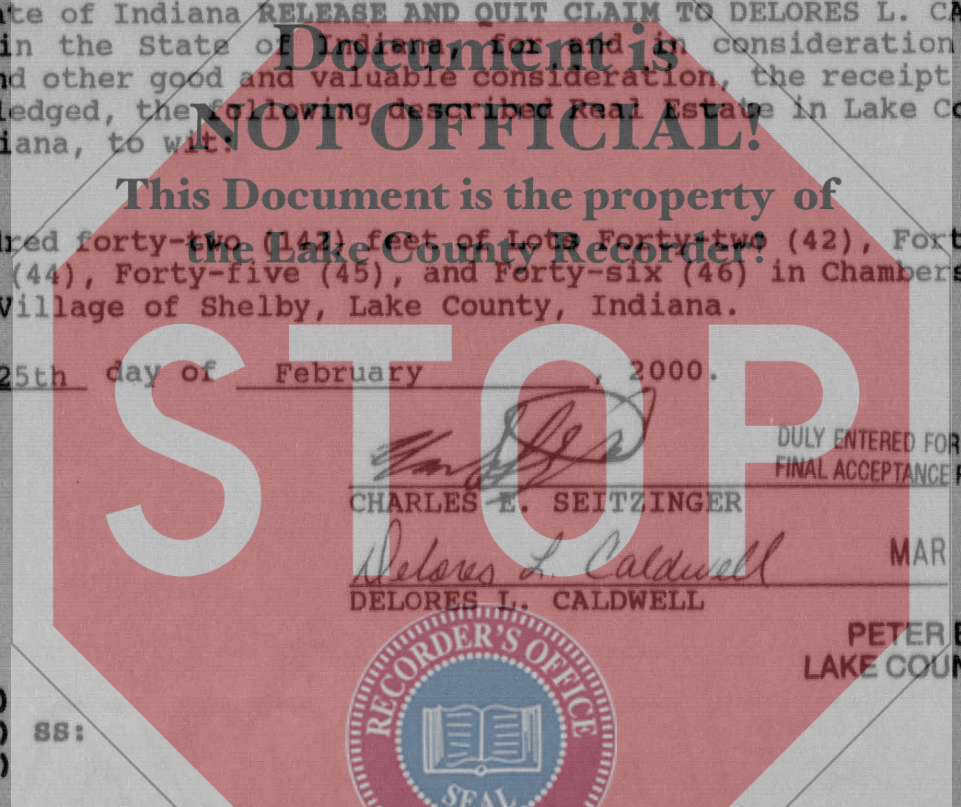 te of Indiana RELEASE AND QUIT CLAIM TO DELORES L. CA
in the State of Indiana, for and in consideration
nd other good and valuable consideration, the receipt
ledged, the following described Real Estate in Lake Co
iana, to wit:
Document is
NOT OFFICIAL!
This Document is the property of
the Lake County Recorder!
red forty-two (142) feet of Lots Forty-two (42), Fort
(44), Forty-five (45), and Forty-six (46) in Chambers
Village of Shelby, Lake County, Indiana.
STOP
25th day of February, 2000.
DULY ENTERED FOR
FINAL ACCEPTANCE
CHARLES E. SEITZINGER
Delores L. Caldwell
MAR
DELORES L. CALDWELL
PETER
LAKE COUN
RECORDER'S OFFICE
SEAL
) SS: